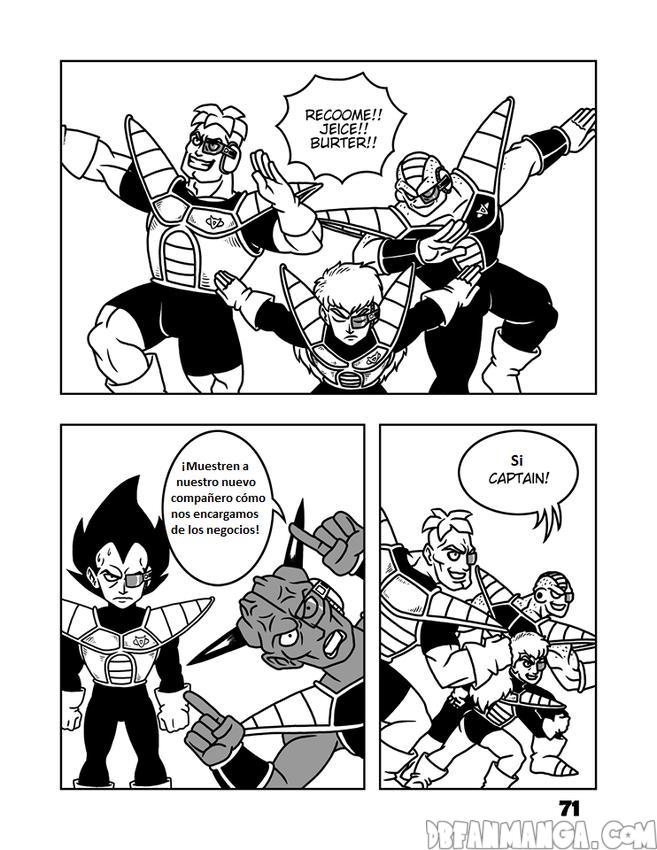 RECOOME!!
JEICE!!
BURTER!!
¡Muestren a
nuestro nuevo
compañero cómo
nos encargamos
de los negocios!
Si
CAPTAIN!
71
DBFANMANGA.COM